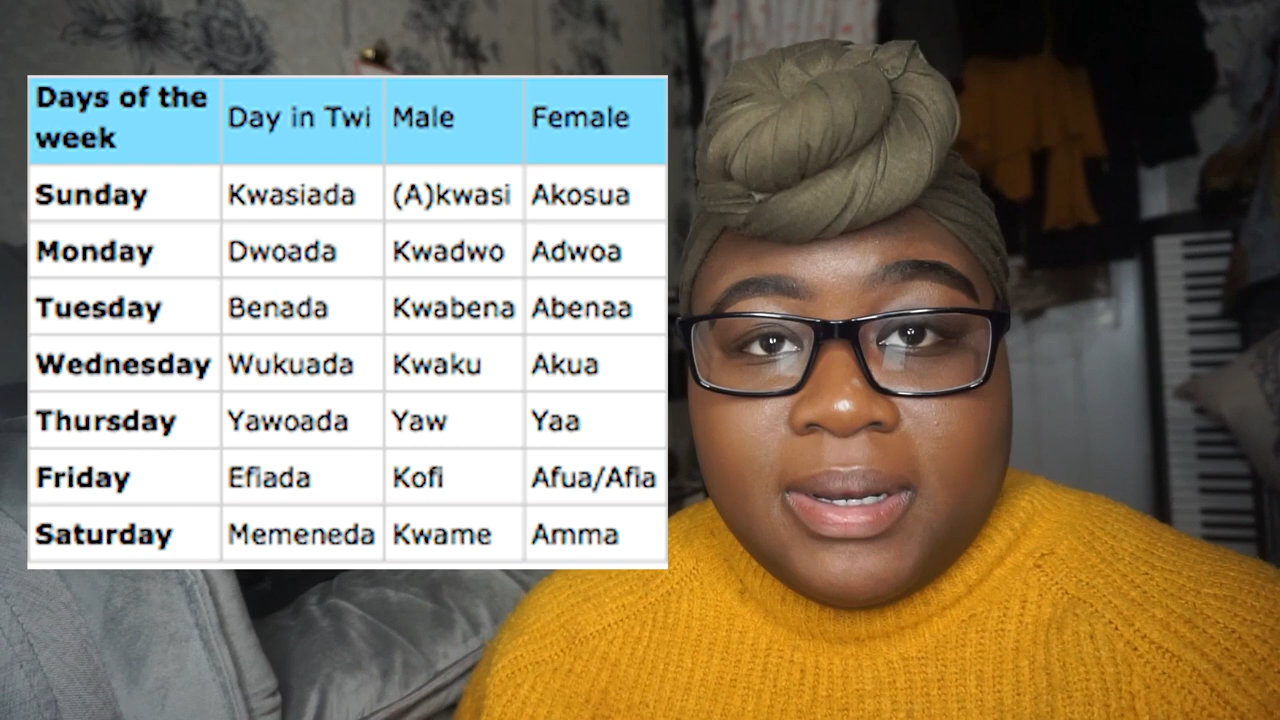 Days of the week Day in Twi Male Female
Sunday Kwasiada (A)kwasi Akosua
Monday Dwoada Kwadwo Adwoa
Tuesday Benada Kwabena Abenaa
Wednesday Wukuada Kwaku Akua
Thursday Yawoada Yaw Yaa
Friday Efiada Kofi Afua/Afia
Saturday Memeneda Kwame Amma